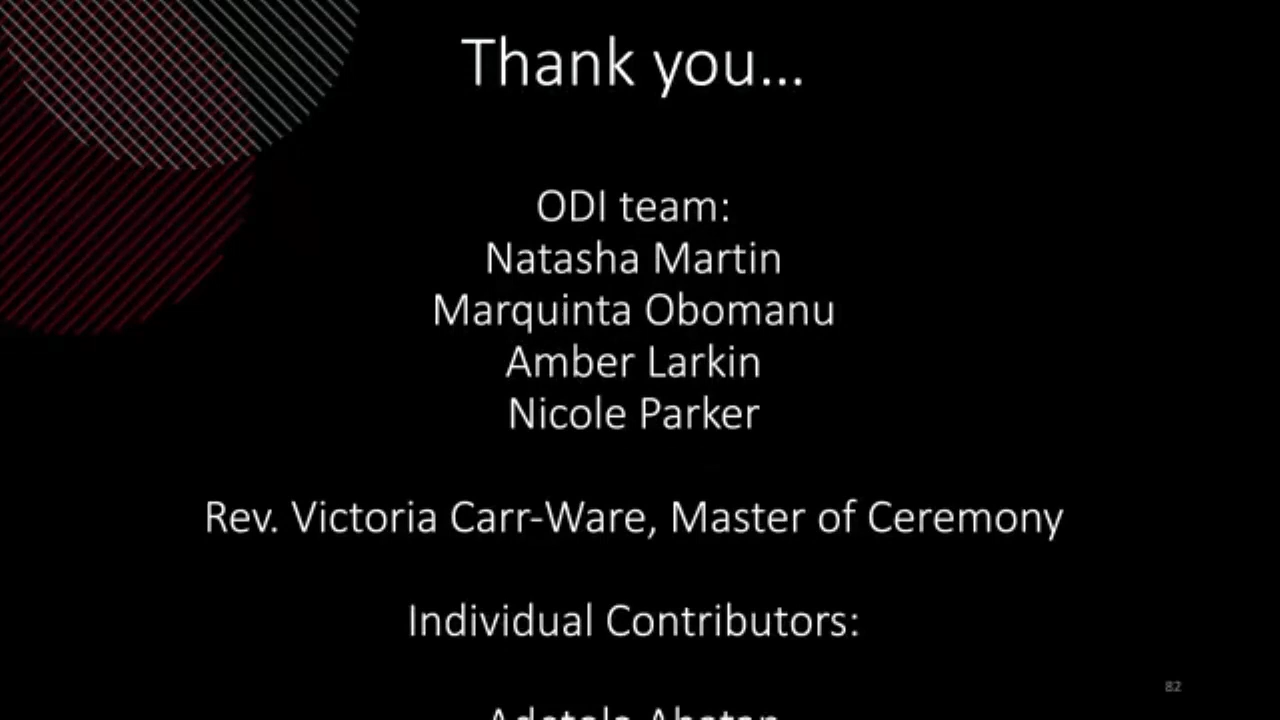 Thank you...
ODI team:
Natasha Martin
Marquinta Obomanu
Amber Larkin
Nicole Parker
Rev. Victoria Carr-Ware, Master of Ceremony
Individual Contributors:
82